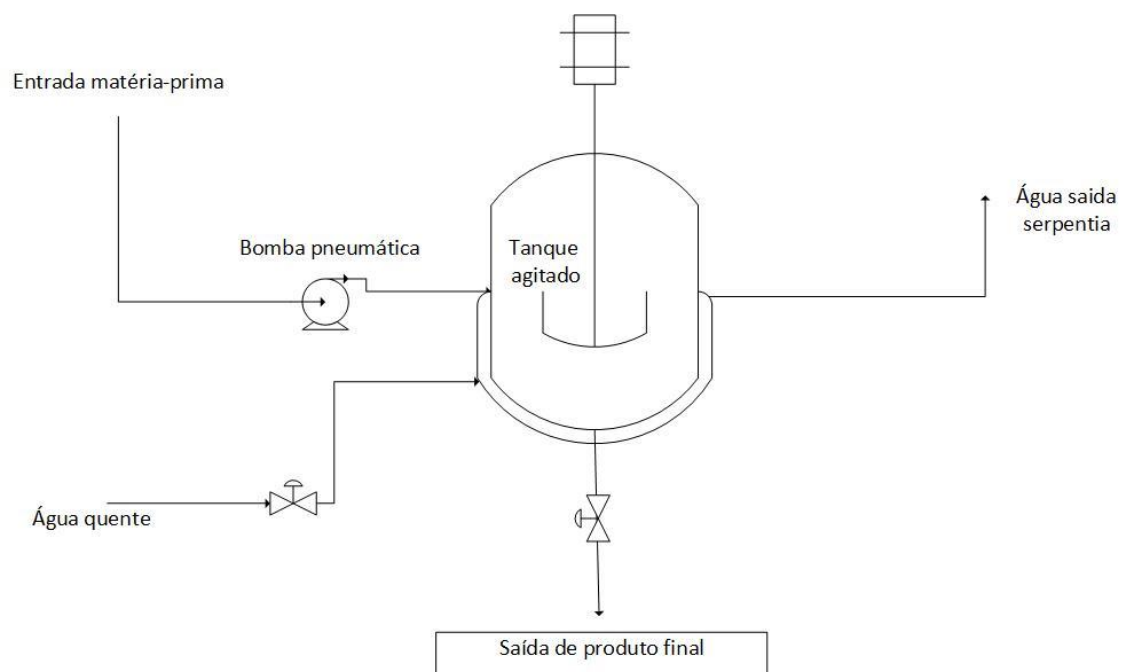 Entrada matéria-prima
Água saida
serpentia
Bomba pneumática
Tanque
agitado
Água quente
Saída de produto final